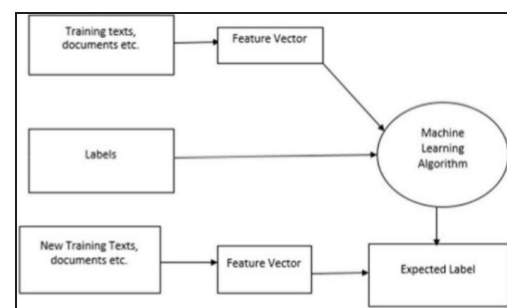 Training texts,
documents etc.
Feature Vector
Labels
Machine
Learning
Algorithm
New Training Texts,
documents etc.
Feature Vector
Expected Label